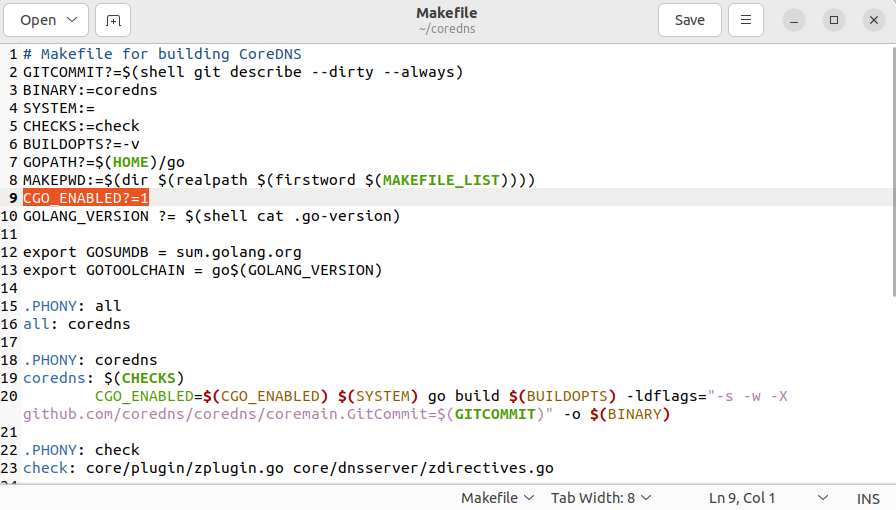 Open
Makefile
~/coredns
Save
1 # Makefile for building CoreDNS
2 GITCOMMIT?=$(shell git describe --dirty --always)
3 BINARY:=coredns
4 SYSTEM:=
5 CHECKS:=check
6 BUILDOPTS?=-v
7 GOPATH?=$(HOME)/go
8 MAKEPWD:=$(dir $(realpath $(firstword $(MAKEFILE_LIST))))
9 CGO_ENABLED?=1
10 GOLANG_VERSION ?= $(shell cat .go-version)
11
12 export GOSUMDB = sum.golang.org
13 export GOTOOLCHAIN = go$(GOLANG_VERSION)
14
15 .PHONY: all
16 all: coredns
17
18 .PHONY: coredns
19 coredns: $(CHECKS)
20 CGO_ENABLED=$(CGO_ENABLED) $(SYSTEM) go build $(BUILDOPTS) -ldflags="-s -w -X
github.com/coredns/coredns/coremain.GitCommit=$(GITCOMMIT)" -o $(BINARY)
21
22 .PHONY: check
23 check: core/plugin/zplugin.go core/dnsserver/zdirectives.go
Makefile Tab Width: 8 Ln 9, Col 1 INS